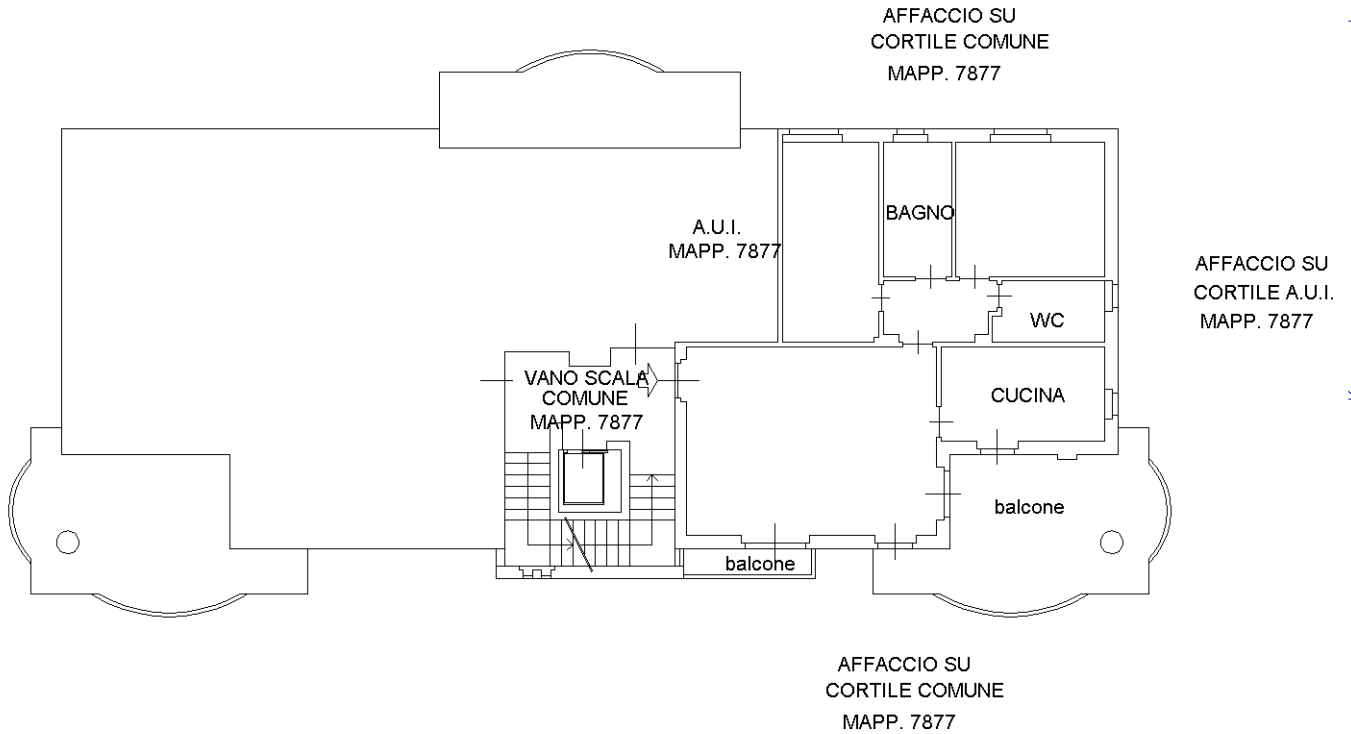 AFFACCIO SU
CORTILE COMUNE
MAPP. 7877
BAGNO
A.U.I.
MAPP. 7877
AFFACCIO SU
CORTILE A.U.I.
MAPP. 7877
WC
VANO SCALA
COMUNE
MAPP. 7877
CUCINA
balcone
balcone
AFFACCIO SU
CORTILE COMUNE
MAPP. 7877